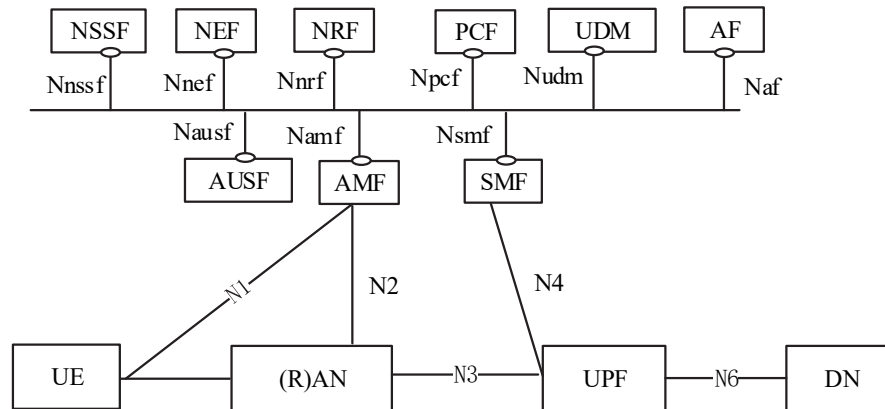 NSSF NEF NRF PCF UDM AF
Nnssf Nnef Nnrf Npcf Nudm Naf
Nausf Namf Nsmf
AUSF AMF SMF
N1 N2 N4
UE (R)AN N3 UPF N6 DN